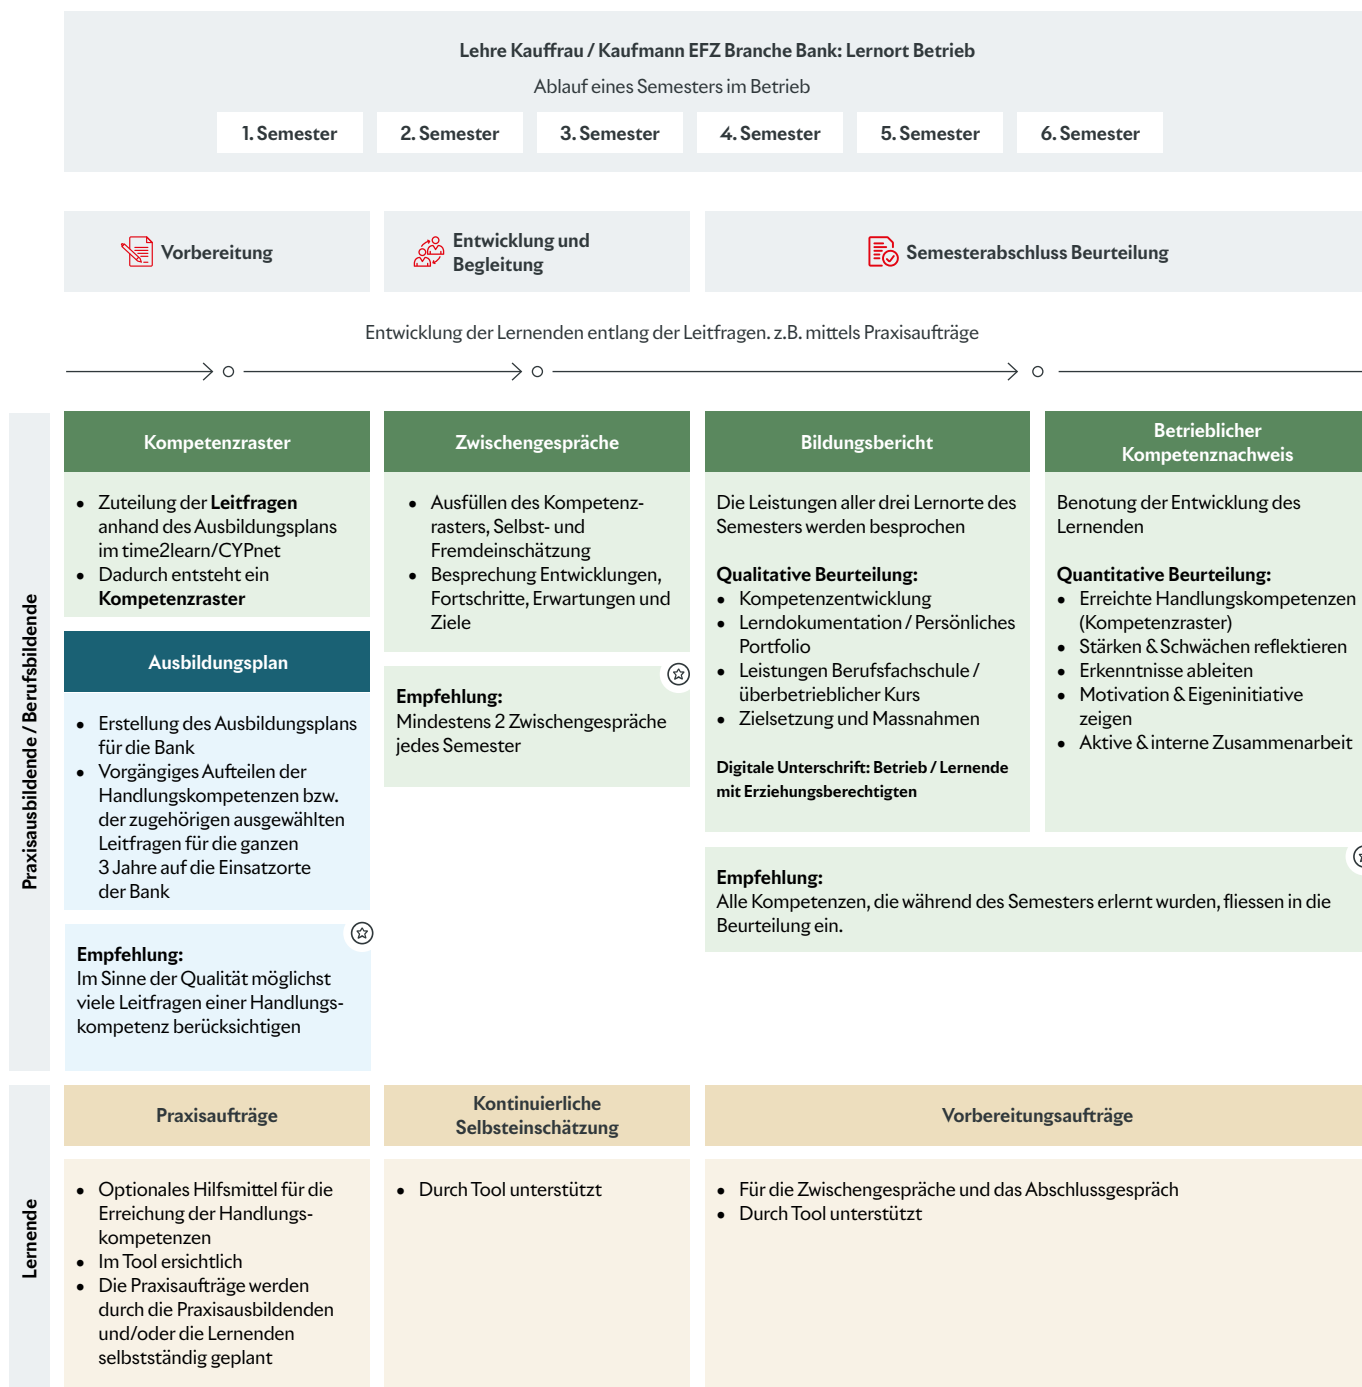 Lehre Kauffrau / Kaufmann EFZ Branche Bank: Lernort Betrieb
Ablauf eines Semesters im Betrieb
1. Semester
2. Semester
3. Semester
4. Semester
5. Semester
6. Semester
Vorbereitung
Entwicklung und
Begleitung
Semesterabschluss Beurteilung
Entwicklung der Lernenden entlang der Leitfragen. z.B. mittels Praxisaufträge
Praxisausbildende / Berufsbildende
Kompetenzraster
• Zuteilung der Leitfragen
anhand des Ausbildungsplans
im time2learn/CYPnet
• Dadurch entsteht ein
Kompetenzraster
Ausbildungsplan
• Erstellung des Ausbildungsplans
für die Bank
• Vorgängiges Aufteilen der
Handlungskompetenzen bzw.
der zugehörigen ausgewählten
Leitfragen für die ganzen
3 Jahre auf die Einsatzorte
der Bank
Empfehlung:
Im Sinne der Qualität möglichst
viele Leitfragen einer Handlungs-
kompetenz berücksichtigen
Zwischengespräche
• Ausfüllen des Kompetenz-
rasters, Selbst- und
Fremdeinschätzung
• Besprechung Entwicklungen,
Fortschritte, Erwartungen und
Ziele
Empfehlung:
Mindestens 2 Zwischengespräche
jedes Semester
Bildungsbericht
Die Leistungen aller drei Lernorte des
Semesters werden besprochen
Qualitative Beurteilung:
• Kompetenzentwicklung
• Lerndokumentation / Persönliches
Portfolio
• Leistungen Berufsfachschule /
überbetrieblicher Kurs
• Zielsetzung und Massnahmen
Digitale Unterschrift: Betrieb / Lernende
mit Erziehungsberechtigten
Betrieblicher
Kompetenznachweis
Benotung der Entwicklung des
Lernenden
Quantitative Beurteilung:
• Erreichte Handlungskompetenzen
(Kompetenzraster)
• Stärken & Schwächen reflektieren
• Erkenntnisse ableiten
• Motivation & Eigeninitiative
zeigen
• Aktive & interne Zusammenarbeit
Empfehlung:
Alle Kompetenzen, die während des Semesters erlernt wurden, fliessen in die
Beurteilung ein.
Lernende
Praxisaufträge
• Optionales Hilfsmittel für die
Erreichung der Handlungs-
kompetenzen
• Im Tool ersichtlich
• Die Praxisaufträge werden
durch die Praxisausbildenden
und/oder die Lernenden
selbstständig geplant
Kontinuierliche
Selbsteinschätzung
• Durch Tool unterstützt
Vorbereitungsaufträge
• Für die Zwischengespräche und das Abschlussgespräch
• Durch Tool unterstützt